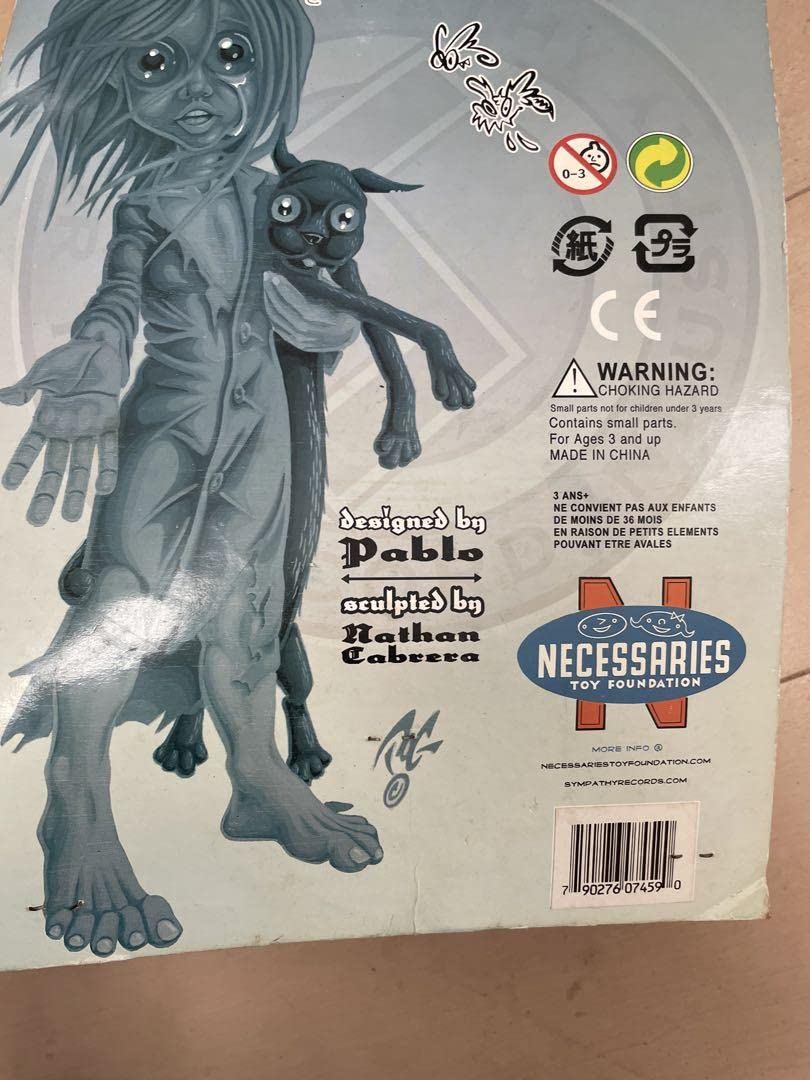 0-3
紙
プラ
CE
WARNING:
CHOKING HAZARD
Small parts not for children under 3 years
Contains small parts.
For Ages 3 and up
MADE IN CHINA
3 ANS+
NE CONVIENT PAS AUX ENFANTS
DE MOINS DE 36 MOIS
EN RAISON DE PETITS ELEMENTS
POUVANT ETRE AVALES
designed by
Pablo
sculpted by
Nathan
Cabrera
N
NECESSARIES
TOY FOUNDATION
MORE INFO @
NECESSARIESTOYFOUNDATION.COM
SYMPATHYRECORDS.COM
7 90276 07459 0